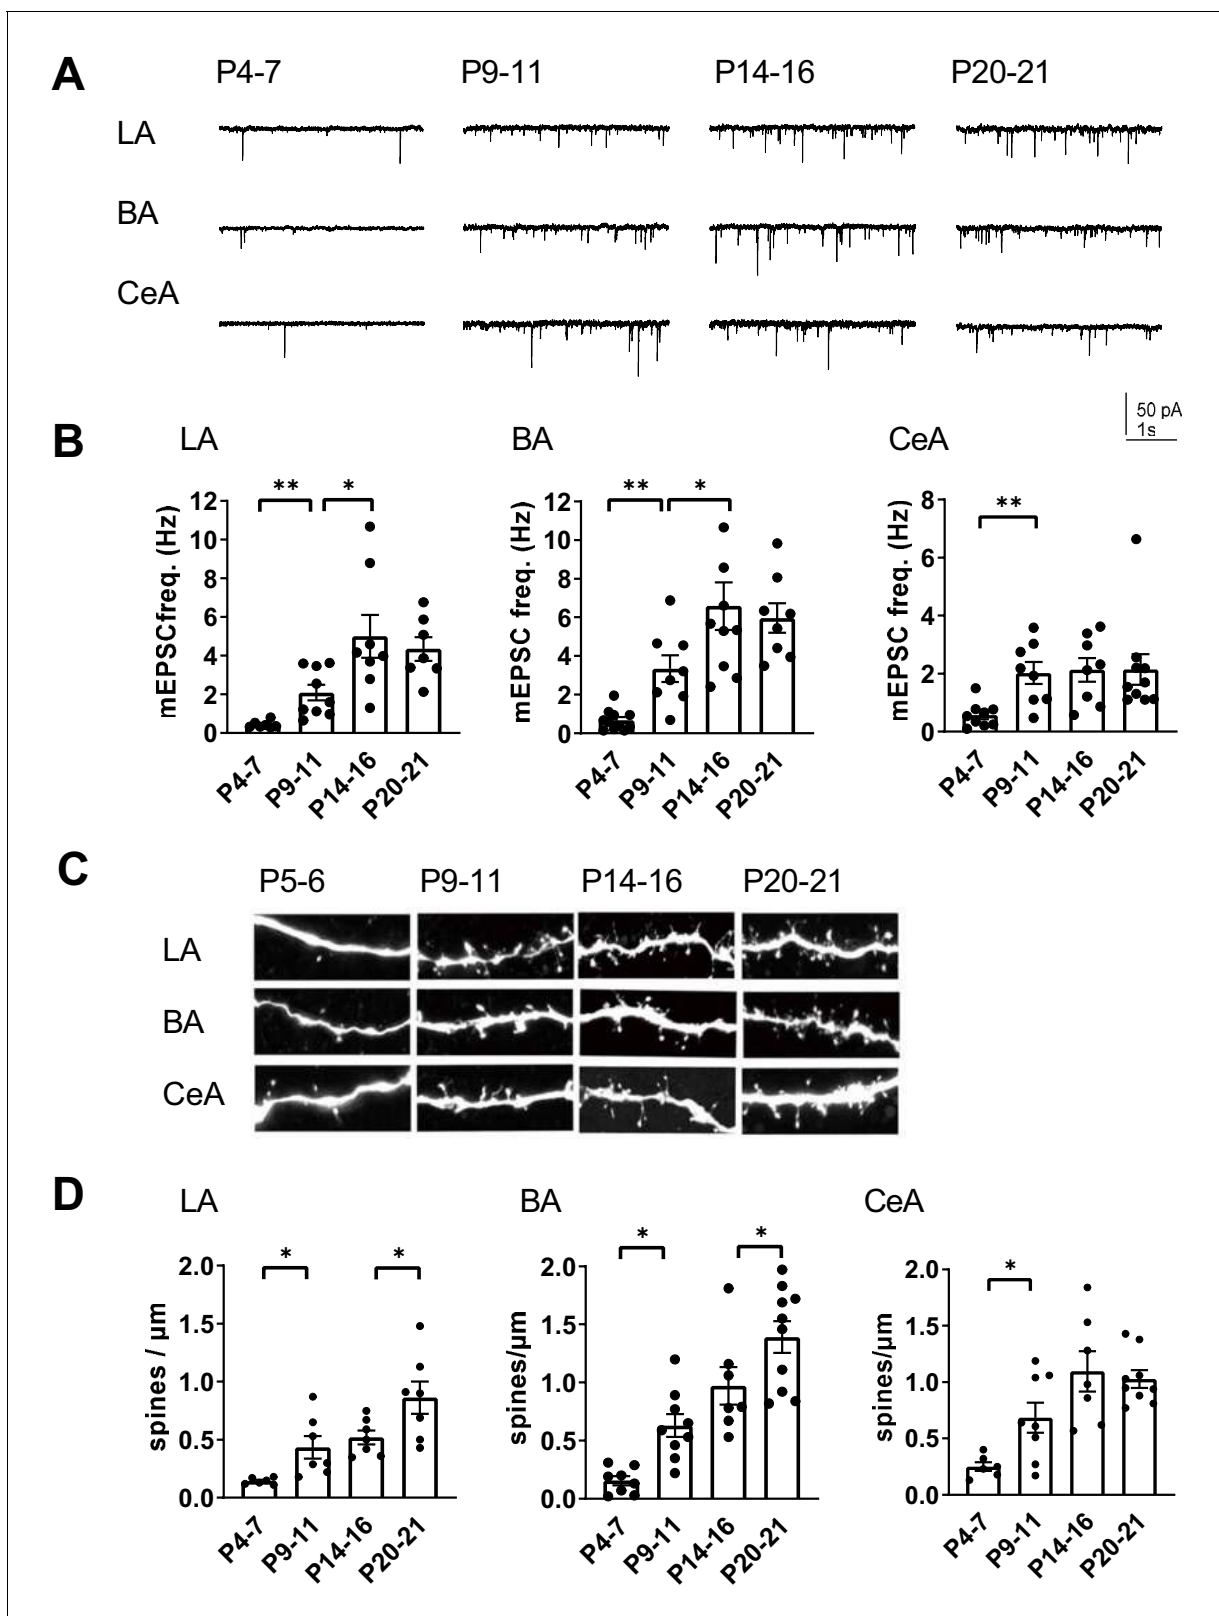 A
P4-7 P9-11 P14-16 P20-21
LA
BA
CeA
50 pA
1s
B
LA BA CeA
** *
** *
**
mEPSCfreq. (Hz)
12
10
8
6
4
2
0
P4-7 P9-11 P14-16 P20-21
mEPSC freq. (Hz)
12
10
8
6
4
2
0
P4-7 P9-11 P14-16 P20-21
mEPSC freq. (Hz)
8
6
4
2
0
P4-7 P9-11 P14-16 P20-21
C
P5-6 P9-11 P14-16 P20-21
LA
BA
CeA
D
LA BA CeA
* *
* *
*
spines / µm
2.0
1.5
1.0
0.5
0.0
P4-7 P9-11 P14-16 P20-21
spines/µm
2.0
1.5
1.0
0.5
0.0
P4-7 P9-11 P14-16 P20-21
spines/µm
2.0
1.5
1.0
0.5
0.0
P4-7 P9-11 P14-16 P20-21